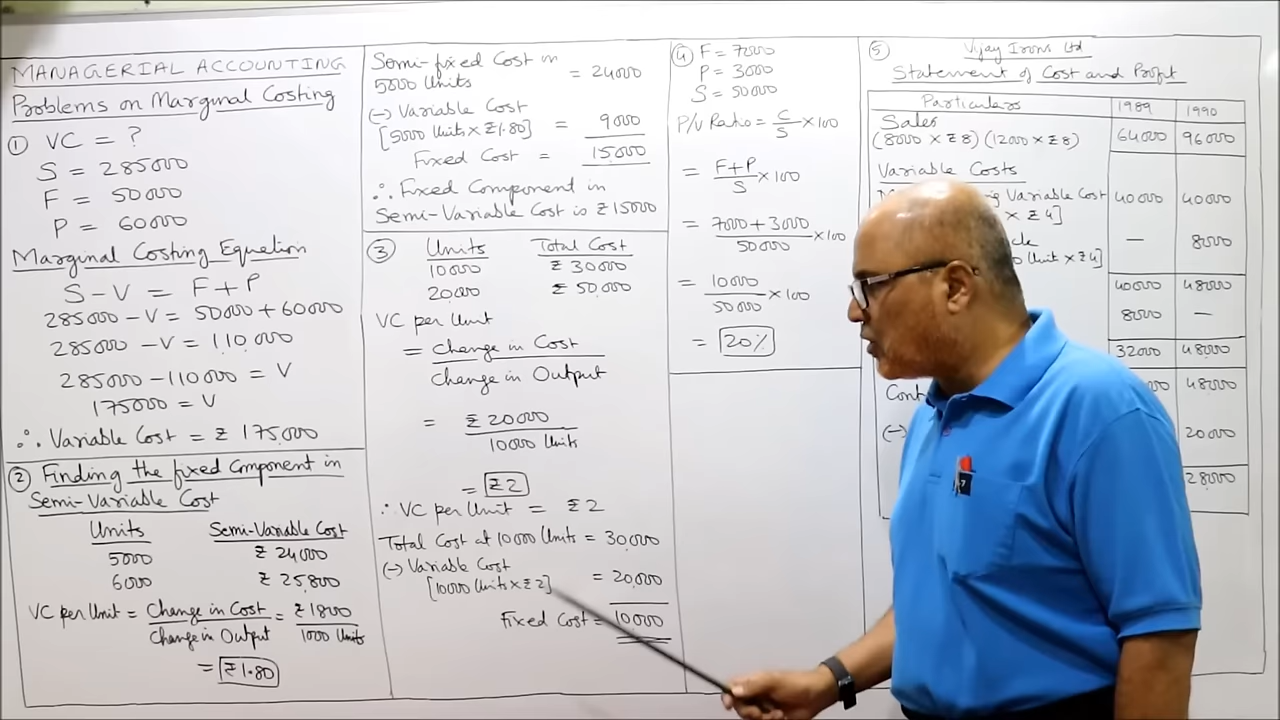 MANAGERIAL ACCOUNTING
Problems on Marginal Costing
① VC = ?
S = 285000
F = 50000
P = 60000
Marginal Costing Equation
S - V = F + P
285000 - V = 50000 + 60000
285000 - V = 110,000
285000 - 110000 = V
175000 = V
∴ Variable Cost = ₹ 175,000
② Finding the fixed component in
Semi-Variable Cost
Units Semi-Variable Cost
5000 ₹ 24000
6000 ₹ 25,800
VC per Unit = Change in Cost = ₹ 1800
Change in Output 1000 Units
= ₹1.80
Semi-fixed Cost in
5000 Units = 24000
(-) Variable Cost
[5000 Units x ₹1.80] = 9000
Fixed Cost = 15,000
∴ Fixed Component in
Semi-Variable Cost is ₹15000
③ Units Total Cost
10000 ₹ 30000
20000 ₹ 50,000
VC per Unit
= Change in Cost
Change in Output
= ₹ 20000
10000 Units
= ₹2
∴ VC per Unit = ₹2
Total Cost at 10000 Units = 30,000
(-) Variable Cost
[10000 Units x ₹2] = 20,000
Fixed Cost = 10000
④ F = 7000
P = 3000
S = 50000
P/V Ratio = C/S x 100
= F+P/S x 100
= 7000 + 3000 x 100
50000
= 10000 x 100
50000
= 20%
⑤ Vijay Irons Ltd
Statement of Cost and Profit
Particulars 1989 1990
Sales
(8000 x ₹8) (12000 x ₹8) 64000 96000
Variable Costs
Variable Cost 40000 40000
x ₹4]
— 8000
Unit x ₹4]
40000 48000
8000 —
32000 48000
48000
(-) 20000
28000